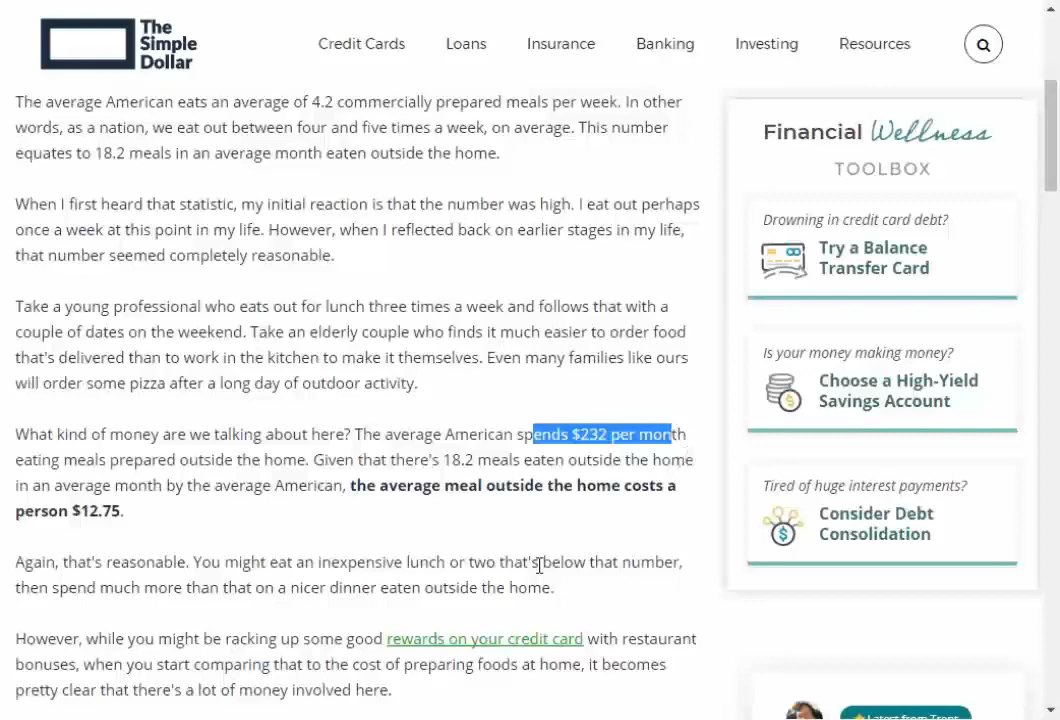 The
Simple
Dollar
Credit Cards
Loans
Insurance
Banking
Investing
Resources
The average American eats an average of 4.2 commercially prepared meals per week. In other
words, as a nation, we eat out between four and five times a week, on average. This number
equates to 18.2 meals in an average month eaten outside the home.
When I first heard that statistic, my initial reaction is that the number was high. I eat out perhaps
once a week at this point in my life. However, when I reflected back on earlier stages in my life,
that number seemed completely reasonable.
Take a young professional who eats out for lunch three times a week and follows that with a
couple of dates on the weekend. Take an elderly couple who finds it much easier to order food
that's delivered than to work in the kitchen to make it themselves. Even many families like ours
will order some pizza after a long day of outdoor activity.
What kind of money are we talking about here? The average American spends $232 per month
eating meals prepared outside the home. Given that there's 18.2 meals eaten outside the home
in an average month by the average American, the average meal outside the home costs a
person $12.75.
Again, that's reasonable. You might eat an inexpensive lunch or two that's below that number,
then spend much more than that on a nicer dinner eaten outside the home.
However, while you might be racking up some good rewards on your credit card with restaurant
bonuses, when you start comparing that to the cost of preparing foods at home, it becomes
pretty clear that there's a lot of money involved here.
Financial Wellness
TOOLBOX
Drowning in credit card debt?
Try a Balance
Transfer Card
Is your money making money?
Choose a High-Yield
Savings Account
Tired of huge interest payments?
Consider Debt
Consolidation
Latest from Trent